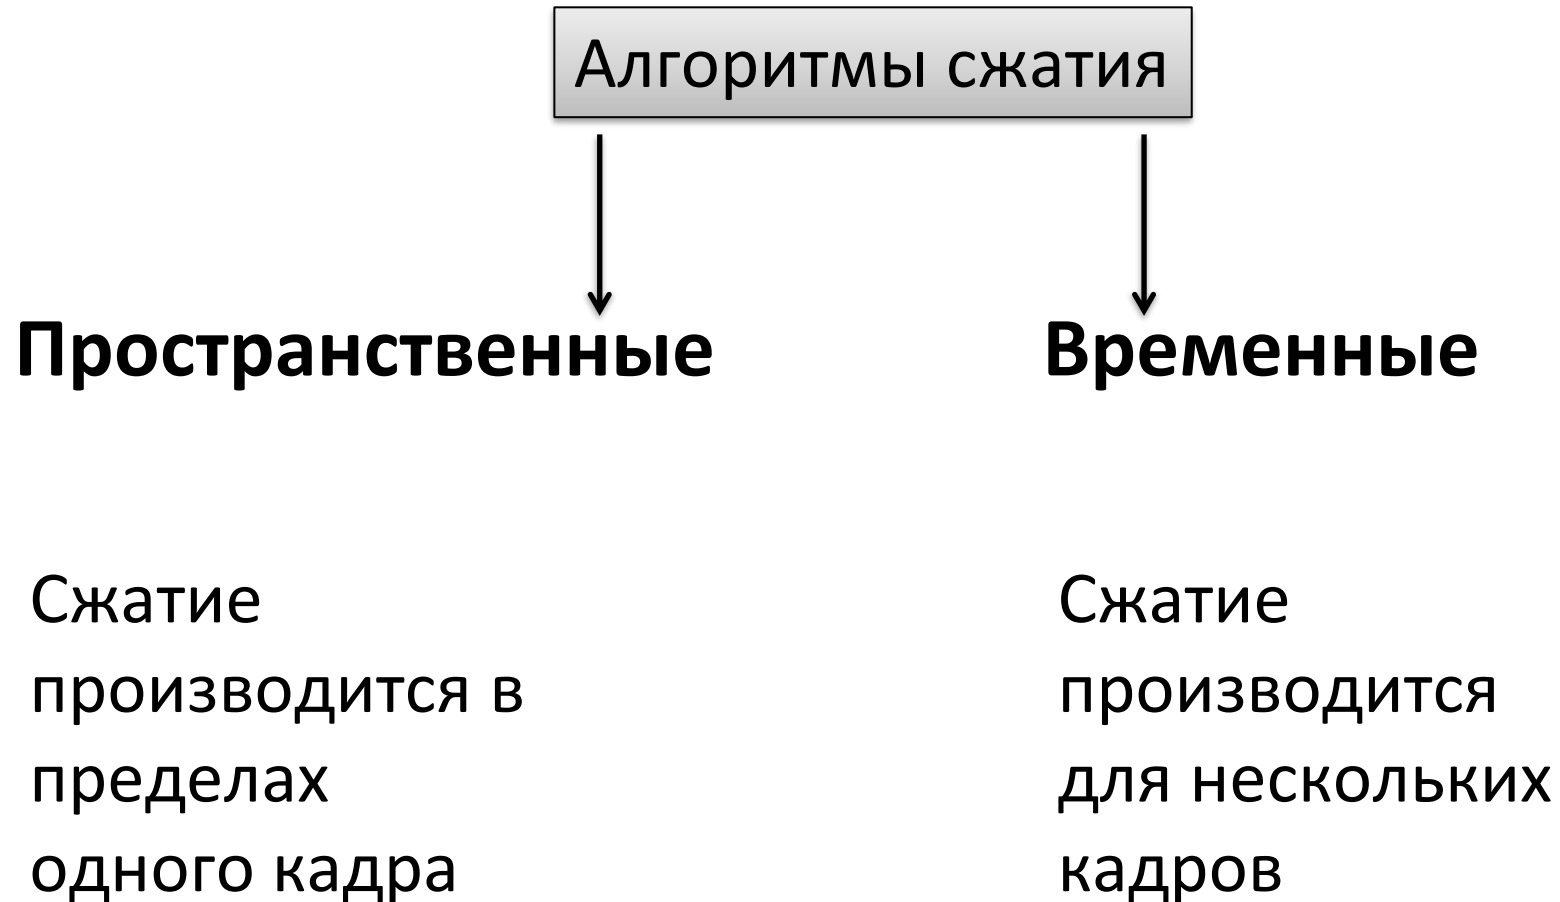 Алгоритмы сжатия
Пространственные
Временные
Сжатие
производится в
пределах
одного кадра
Сжатие
производится
для нескольких
кадров